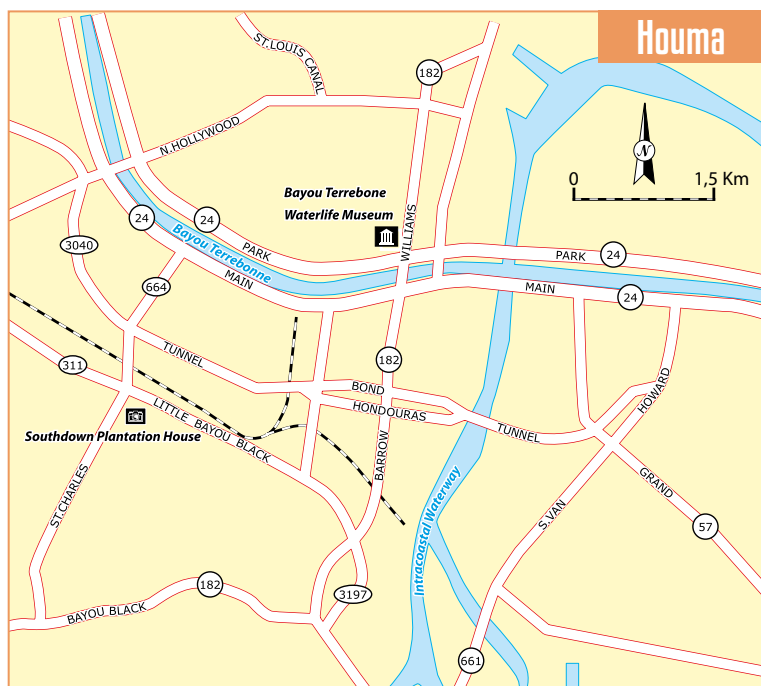 Houma
ST.LOUIS CANAL
182
N.HOLLYWOOD
N
0 1,5 Km
Bayou Terrebone
Waterlife Museum
WILLIAMS
24
24
3040
Bayou Terrebonne
PARK
PARK
24
664
MAIN
MAIN
24
TUNNEL
311
182
BOND
HONDOURAS
HOWARD
LITTLE BAYOU BLACK
Southdown Plantation House
TUNNEL
BARROW
ST.CHARLES
GRAND
57
S.VAN
Intracoastal Waterway
182
BAYOU BLACK
3197
661